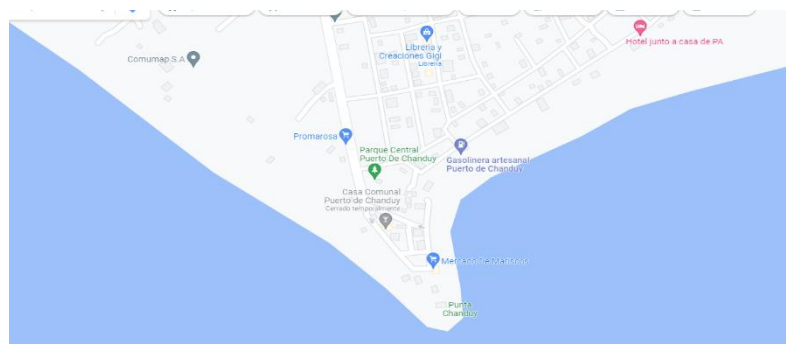 Hotel junto a casa de PA
Libreria y
Creaciones Gigi
Librería
Comumap S.A
Promarosa
Parque Central
Puerto De Chanduy
Gasolinera artesanal
Puerto de Chanduy
Casa Comunal
Puerto de Chanduy
Cerrado temporalmente
Mercado De Mariscos
Punta
Chanduy